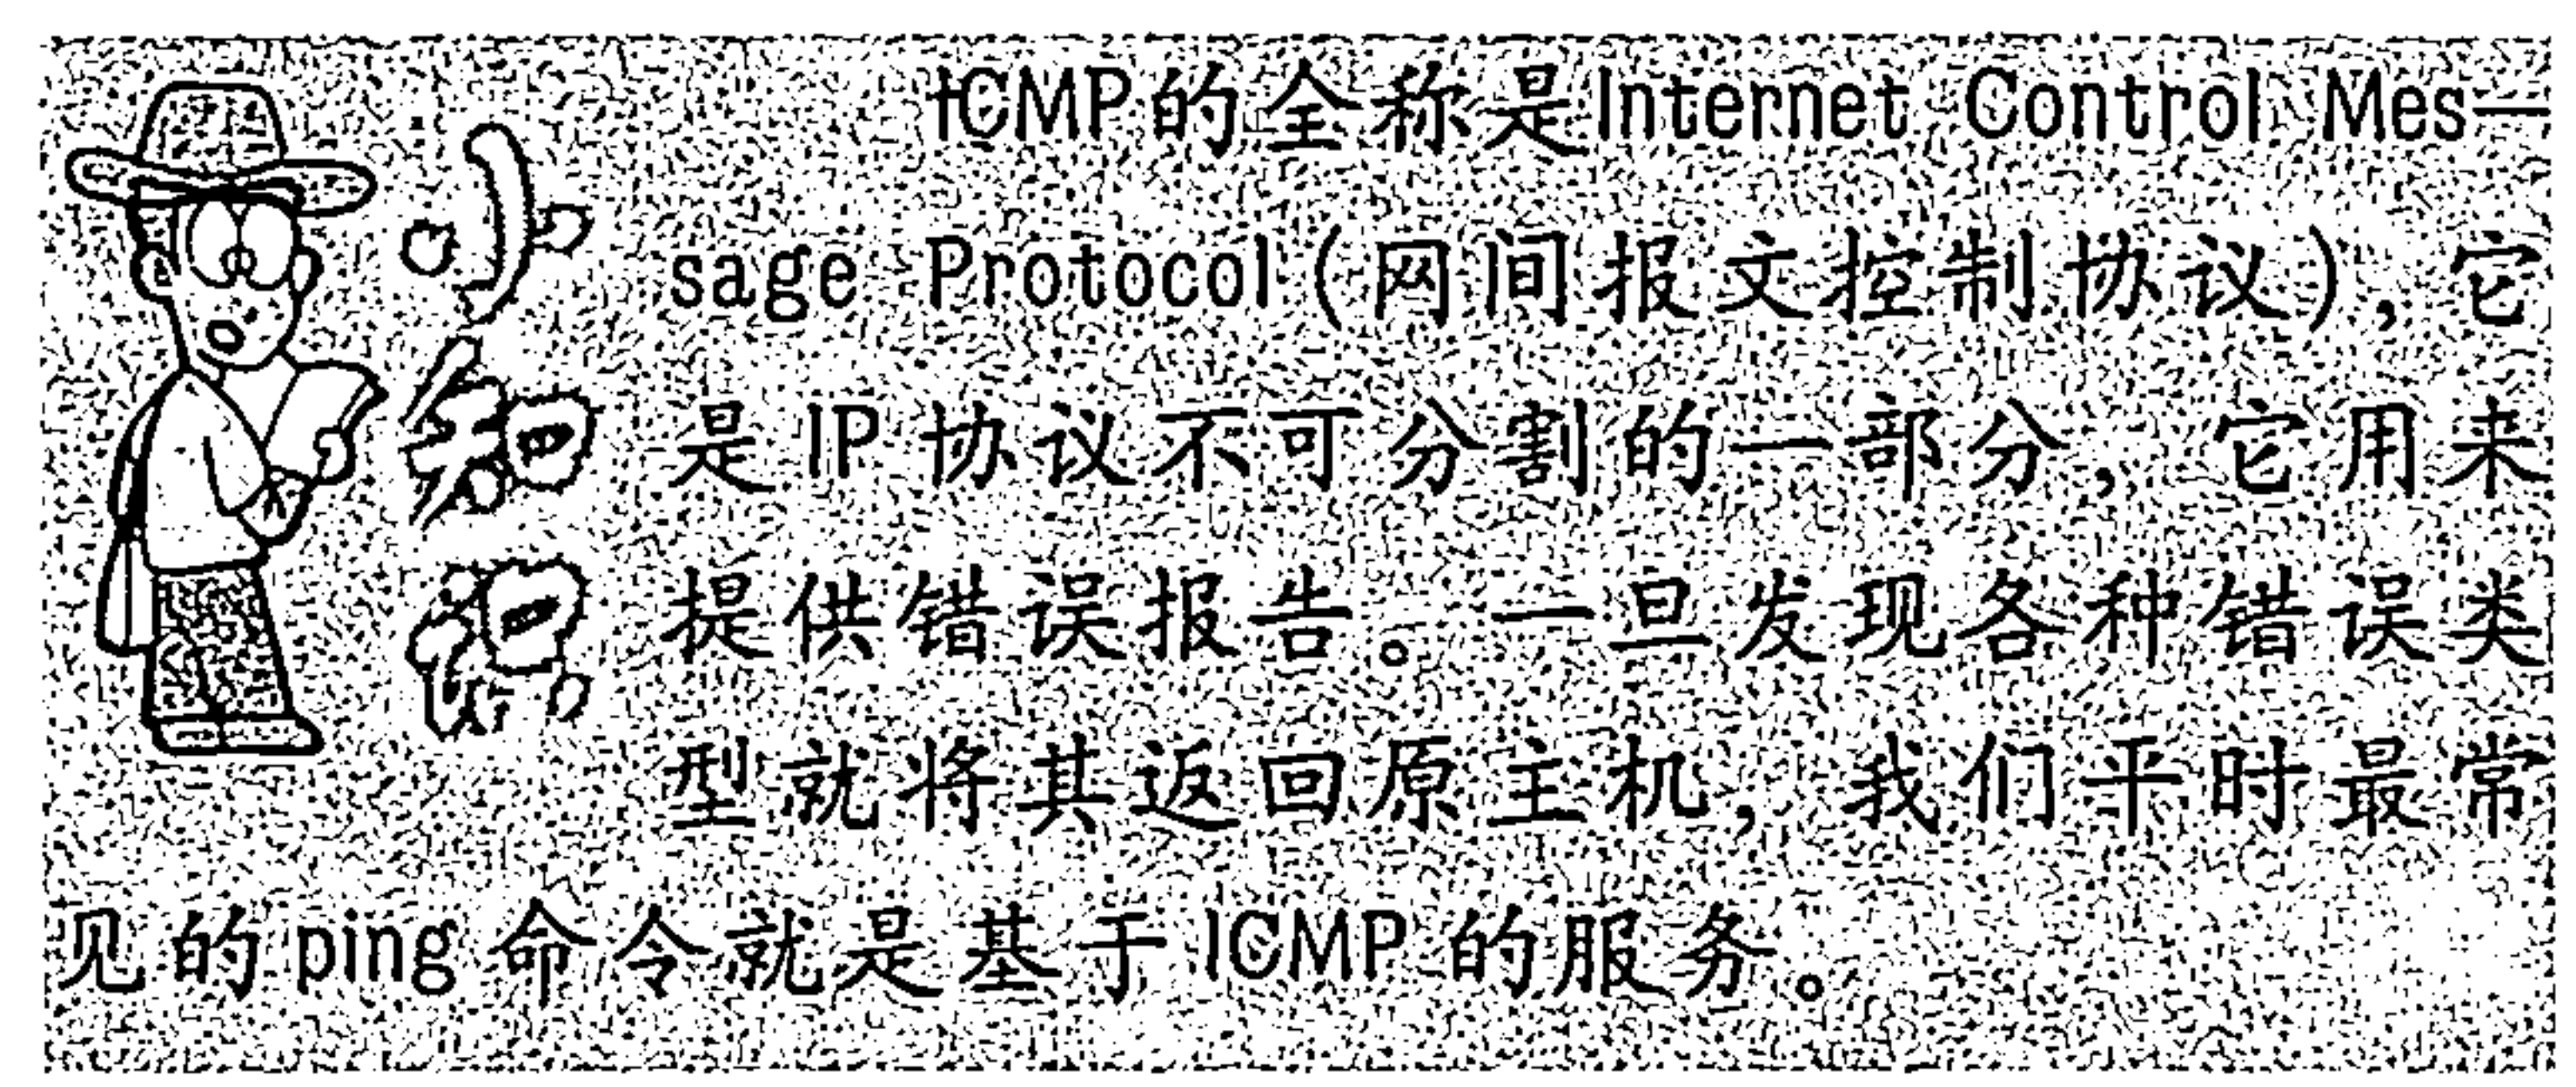 小知识
ICMP的全称是Internet Control Mes—
sage Protocol(网间报文控制协议),它
是IP协议不可分割的一部分,它用来
提供错误报告。一旦发现各种错误类
型就将其返回原主机,我们平时最常
见的ping命令就是基于ICMP的服务。